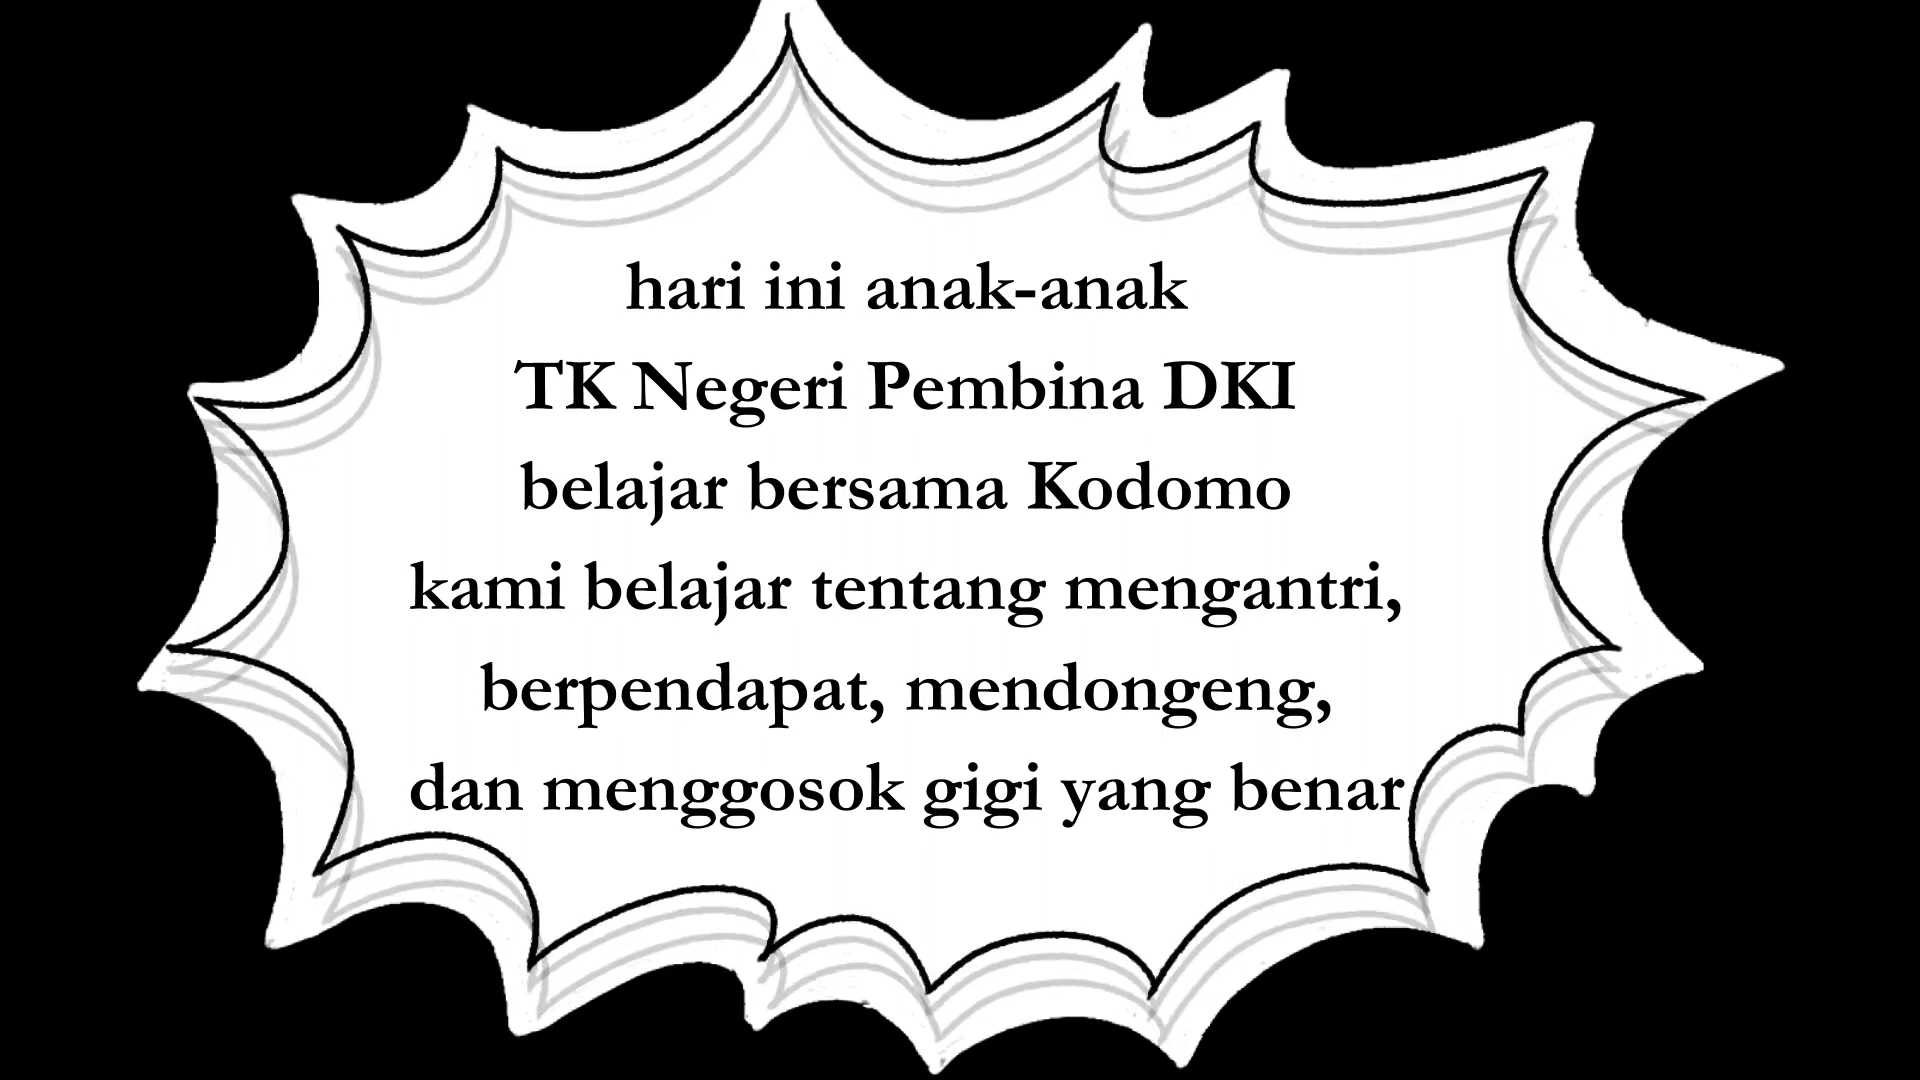 hari ini anak-anak
TK Negeri Pembina DKI
belajar bersama Kodomo
kami belajar tentang mengantri,
berpendapat, mendongeng,
dan menggosok gigi yang benar